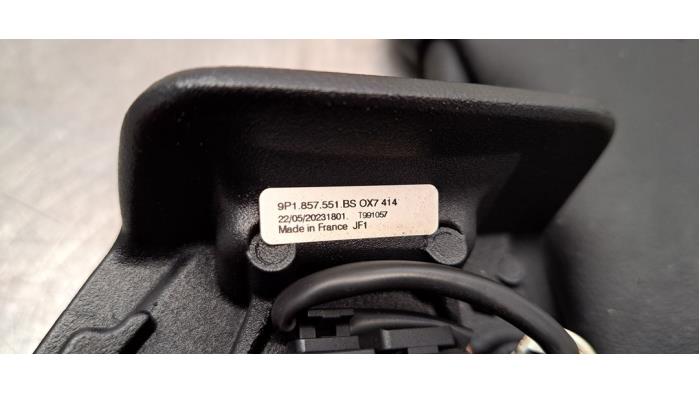 9P1.857.551.BS OX7 414
22/05/20231801. T991057
Made in France JF1